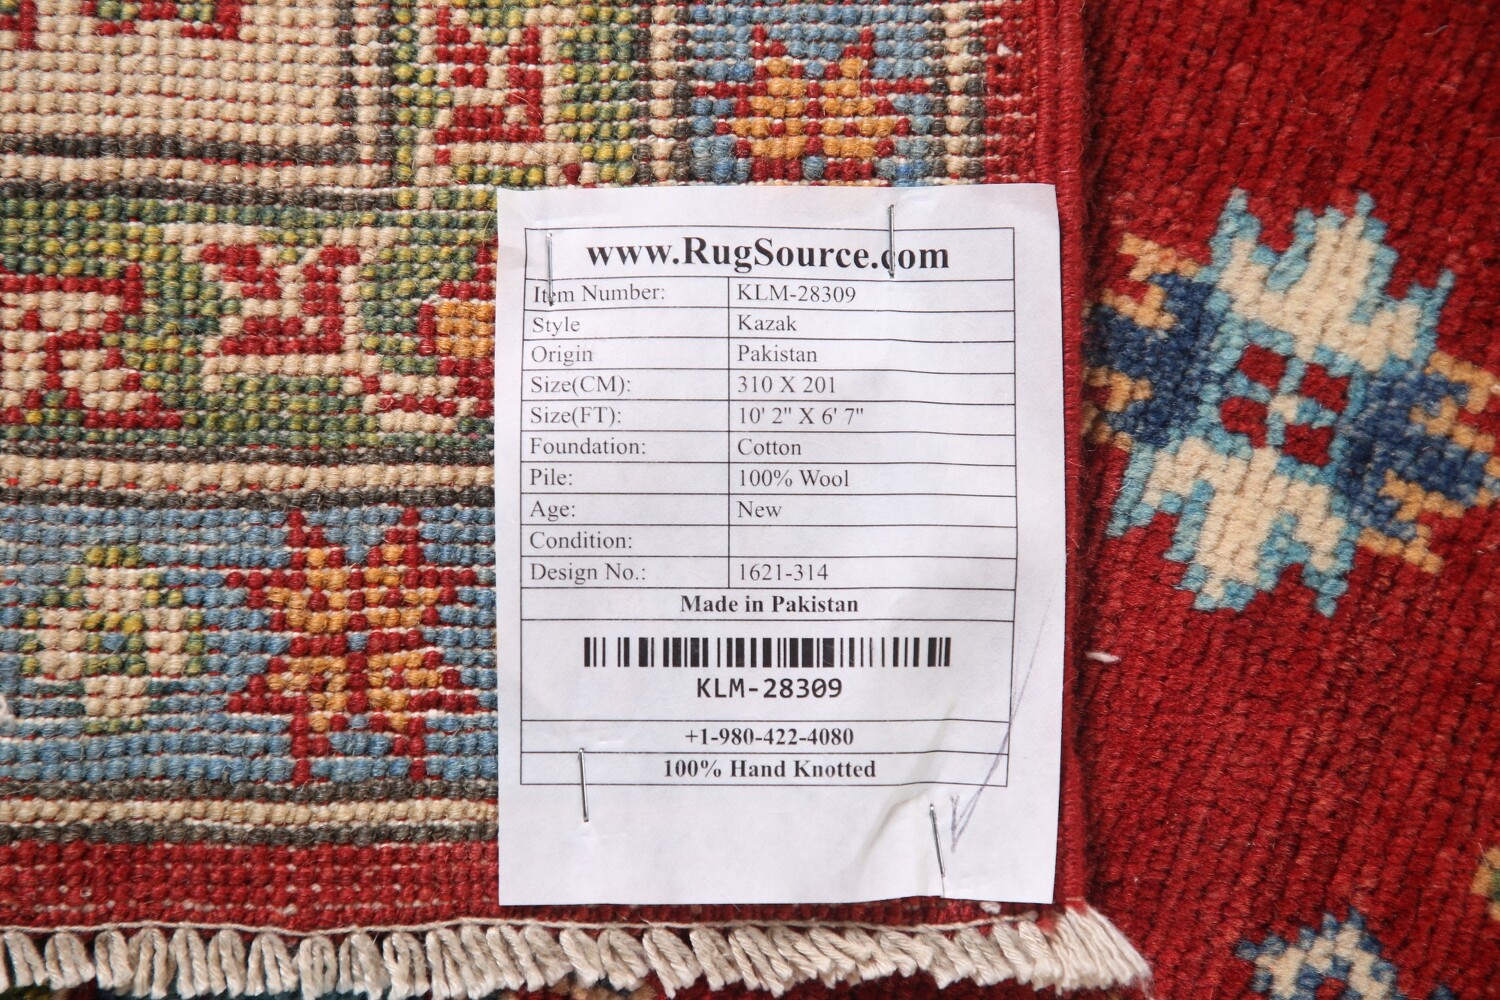 www.RugSource.com
Item Number: KLM-28309
Style Kazak
Origin Pakistan
Size(CM): 310 X 201
Size(FT): 10' 2" X 6' 7"
Foundation: Cotton
Pile: 100% Wool
Age: New
Condition:
Design No.: 1621-314
Made in Pakistan
KLM-28309
+1-980-422-4080
100% Hand Knotted